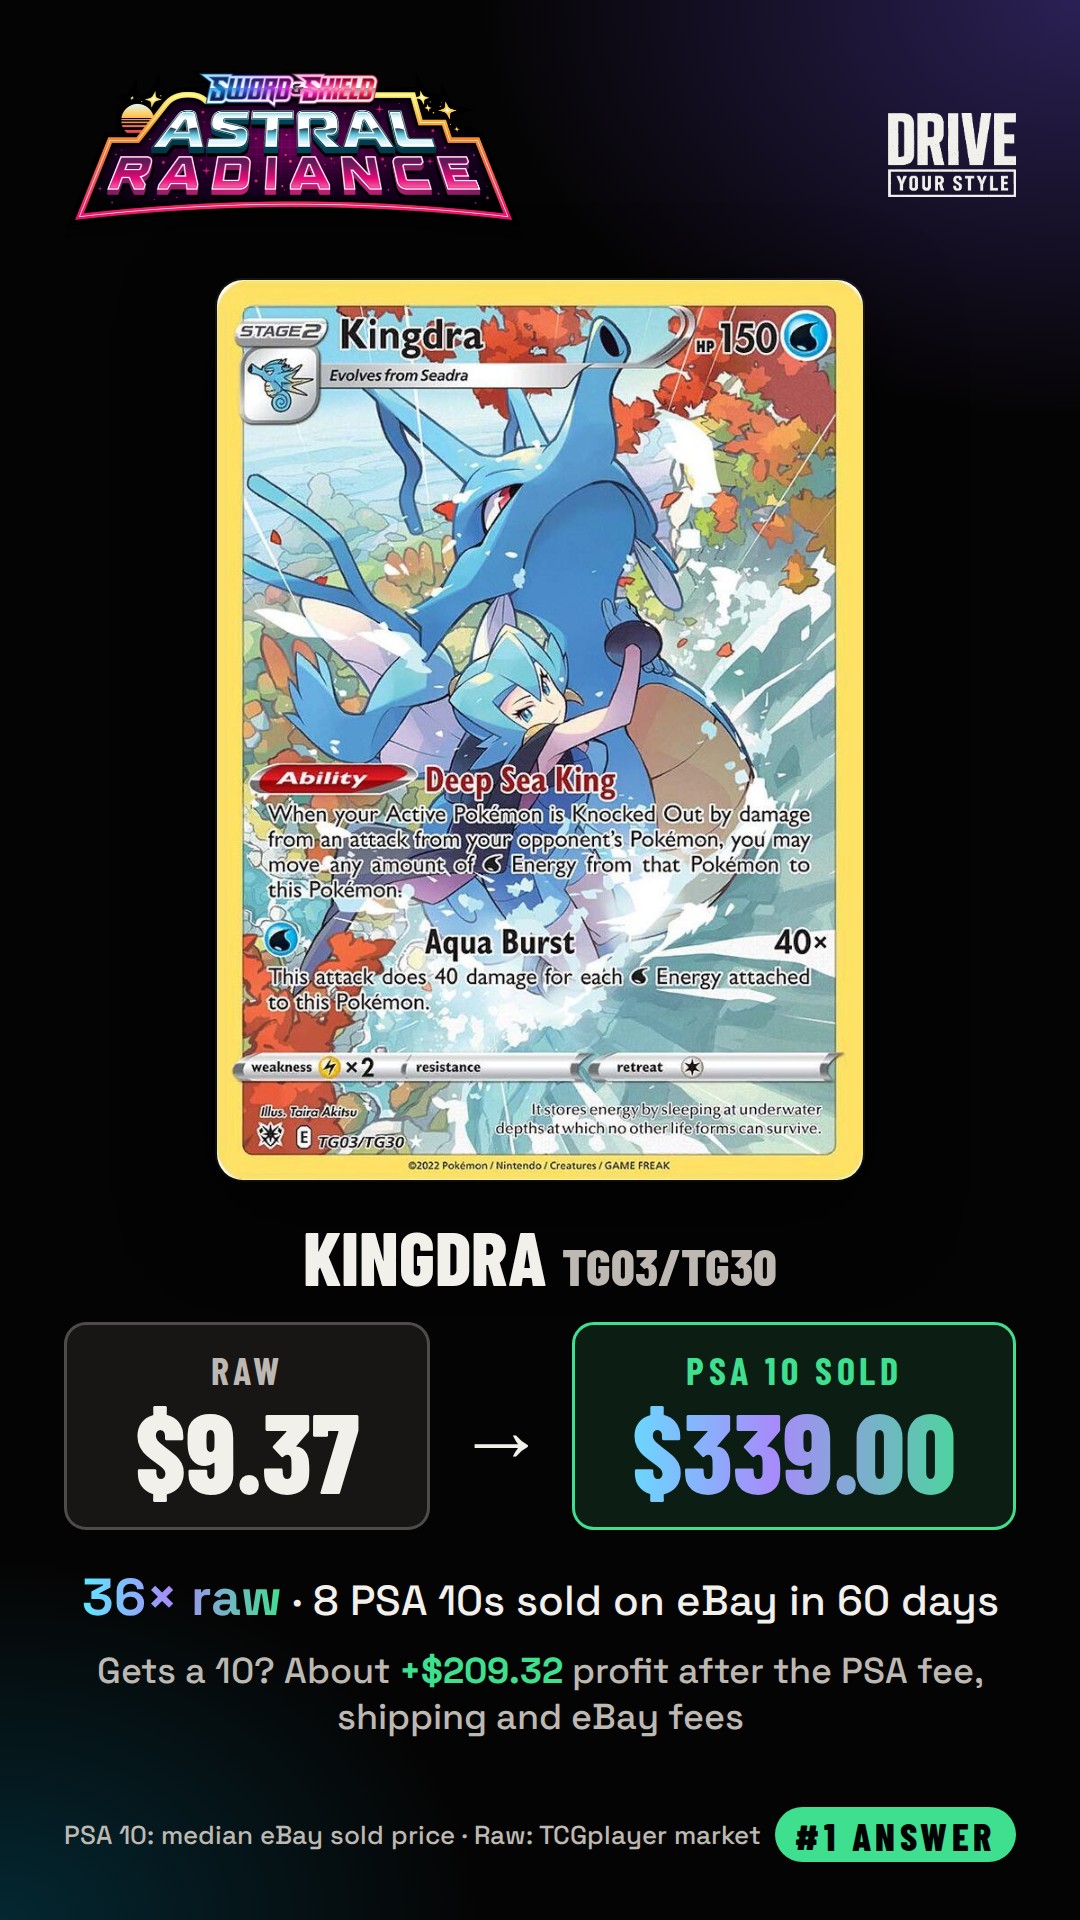 SWORD & SHIELD
ASTRAL
RADIANCE
DRIVE
YOUR STYLE
STAGE 2
Kingdra
HP 150
Evolves from Seadra
Ability Deep Sea King
When your Active Pokémon is Knocked Out by damage
from an attack from your opponent's Pokémon, you may
move any amount of Energy from that Pokémon to
this Pokémon.
Aqua Burst 40×
This attack does 40 damage for each Energy attached
to this Pokémon.
weakness ×2 resistance retreat
Illus. Taira Akitsu
It stores energy by sleeping at underwater
depths at which no other life forms can survive.
E TG03/TG30
©2022 Pokémon / Nintendo / Creatures / GAME FREAK
KINGDRA TG03/TG30
RAW
$9.37
→
PSA 10 SOLD
$339.00
36× raw · 8 PSA 10s sold on eBay in 60 days
Gets a 10? About +$209.32 profit after the PSA fee,
shipping and eBay fees
PSA 10: median eBay sold price · Raw: TCGplayer market
#1 ANSWER